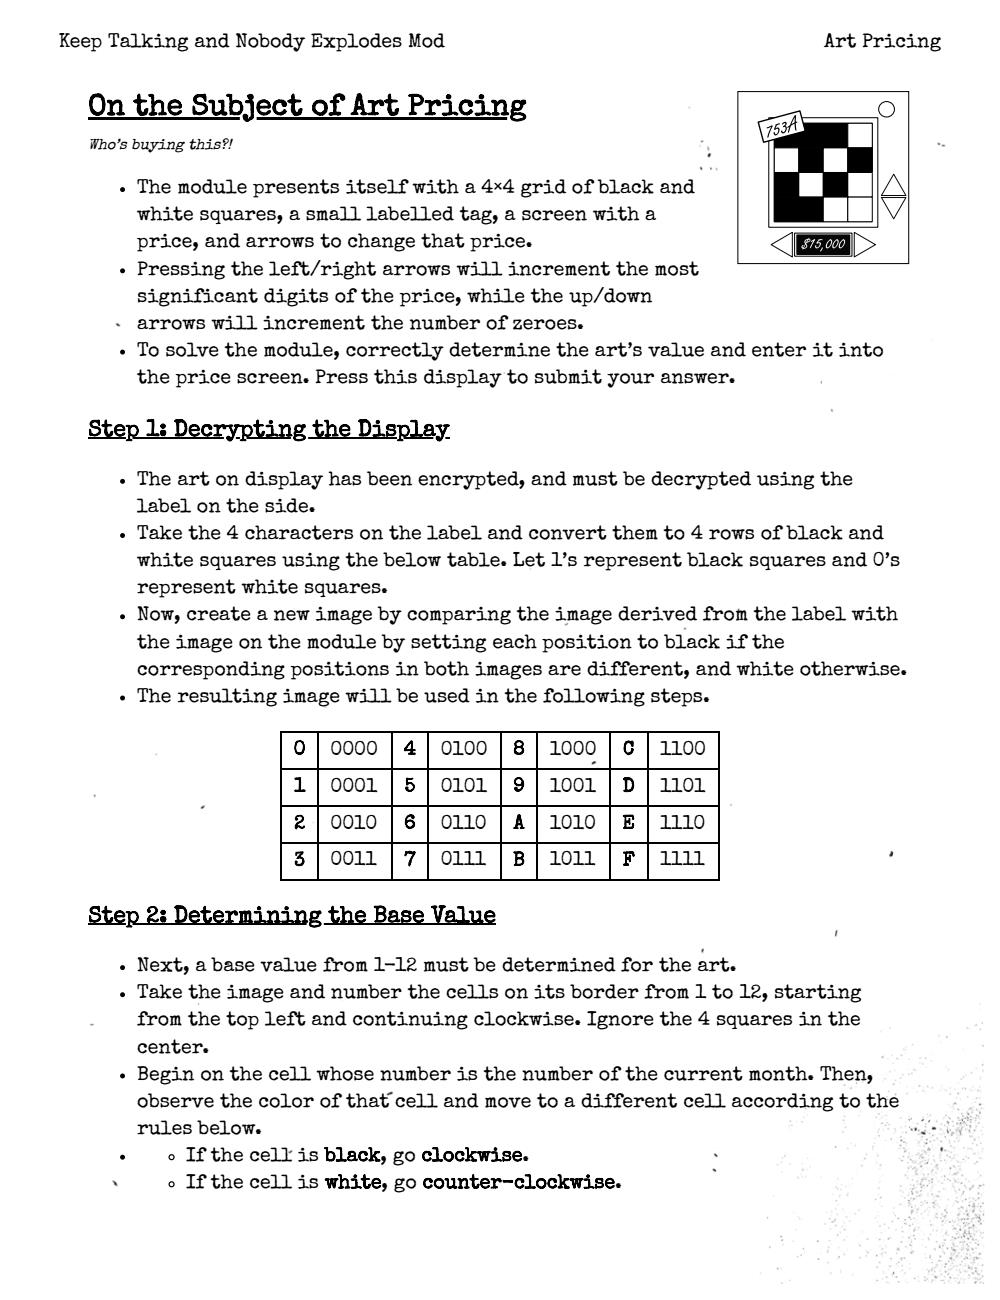 Keep Talking and Nobody Explodes Mod
Art Pricing
On the Subject of Art Pricing
Who's buying this?!
753A
$15,000
• The module presents itself with a 4×4 grid of black and
white squares, a small labelled tag, a screen with a
price, and arrows to change that price.
• Pressing the left/right arrows will increment the most
significant digits of the price, while the up/down
arrows will increment the number of zeroes.
• To solve the module, correctly determine the art's value and enter it into
the price screen. Press this display to submit your answer.
Step 1: Decrypting the Display
• The art on display has been encrypted, and must be decrypted using the
label on the side.
• Take the 4 characters on the label and convert them to 4 rows of black and
white squares using the below table. Let 1's represent black squares and 0's
represent white squares.
• Now, create a new image by comparing the image derived from the label with
the image on the module by setting each position to black if the
corresponding positions in both images are different, and white otherwise.
• The resulting image will be used in the following steps.
0 0000 4 0100 8 1000 C 1100
1 0001 5 0101 9 1001 D 1101
2 0010 6 0110 A 1010 E 1110
3 0011 7 0111 B 1011 F 1111
Step 2: Determining the Base Value
• Next, a base value from 1-12 must be determined for the art.
• Take the image and number the cells on its border from 1 to 12, starting
from the top left and continuing clockwise. Ignore the 4 squares in the
center.
• Begin on the cell whose number is the number of the current month. Then,
observe the color of that cell and move to a different cell according to the
rules below.
• ◦ If the cell is black, go clockwise.
◦ If the cell is white, go counter-clockwise.